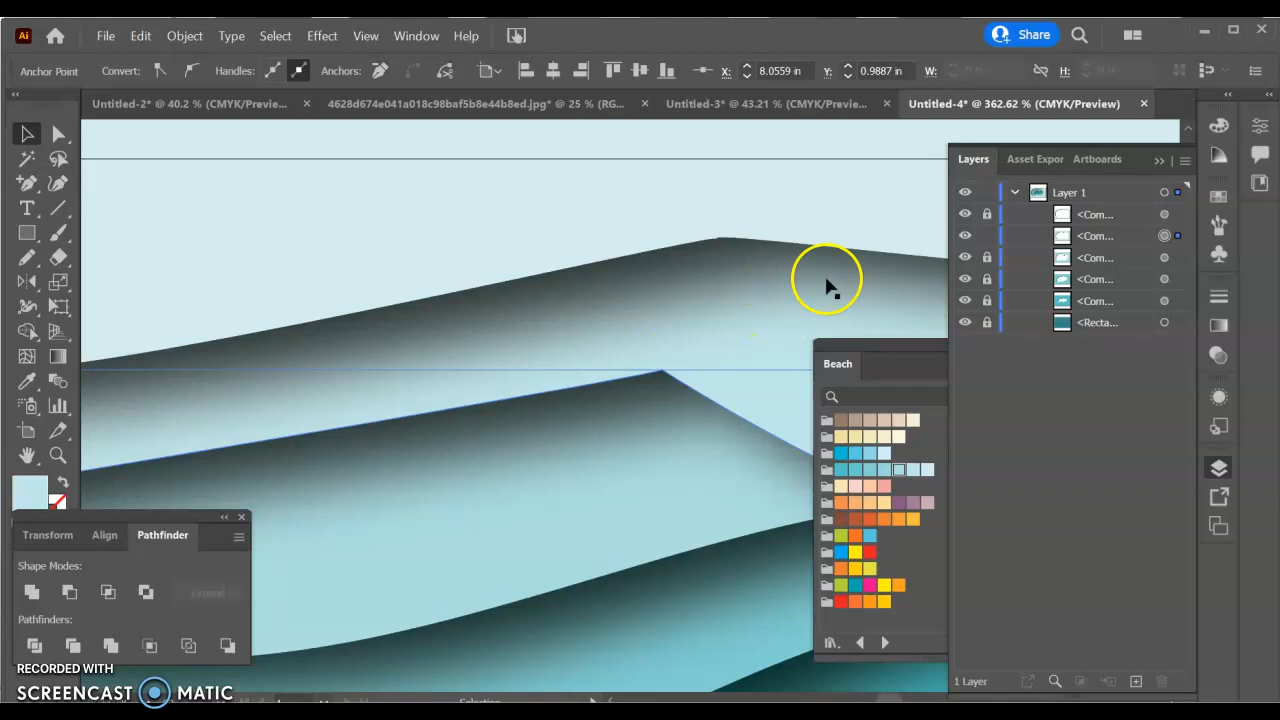 Ai File Edit Object Type Select Effect View Window Help Share
Anchor Point Convert: Handles: Anchors: X: 8.0559 in Y: 0.9887 in W: H:
Untitled-2* @ 40.2 % (CMYK/Preview... 4628d674e041a018c98baf5b8e44b8ed.jpg* @ 25 % (RG... Untitled-3* @ 43.21 % (CMYK/Previe... Untitled-4* @ 362.62 % (CMYK/Preview)
Layers Asset Expor Artboards
Layer 1
<Com...
<Com...
<Com...
<Com...
<Com...
<Recta...
Beach
Transform Align Pathfinder
Shape Modes:
Expand
Pathfinders:
1 Layer
Selection
RECORDED WITH
SCREENCAST MATIC